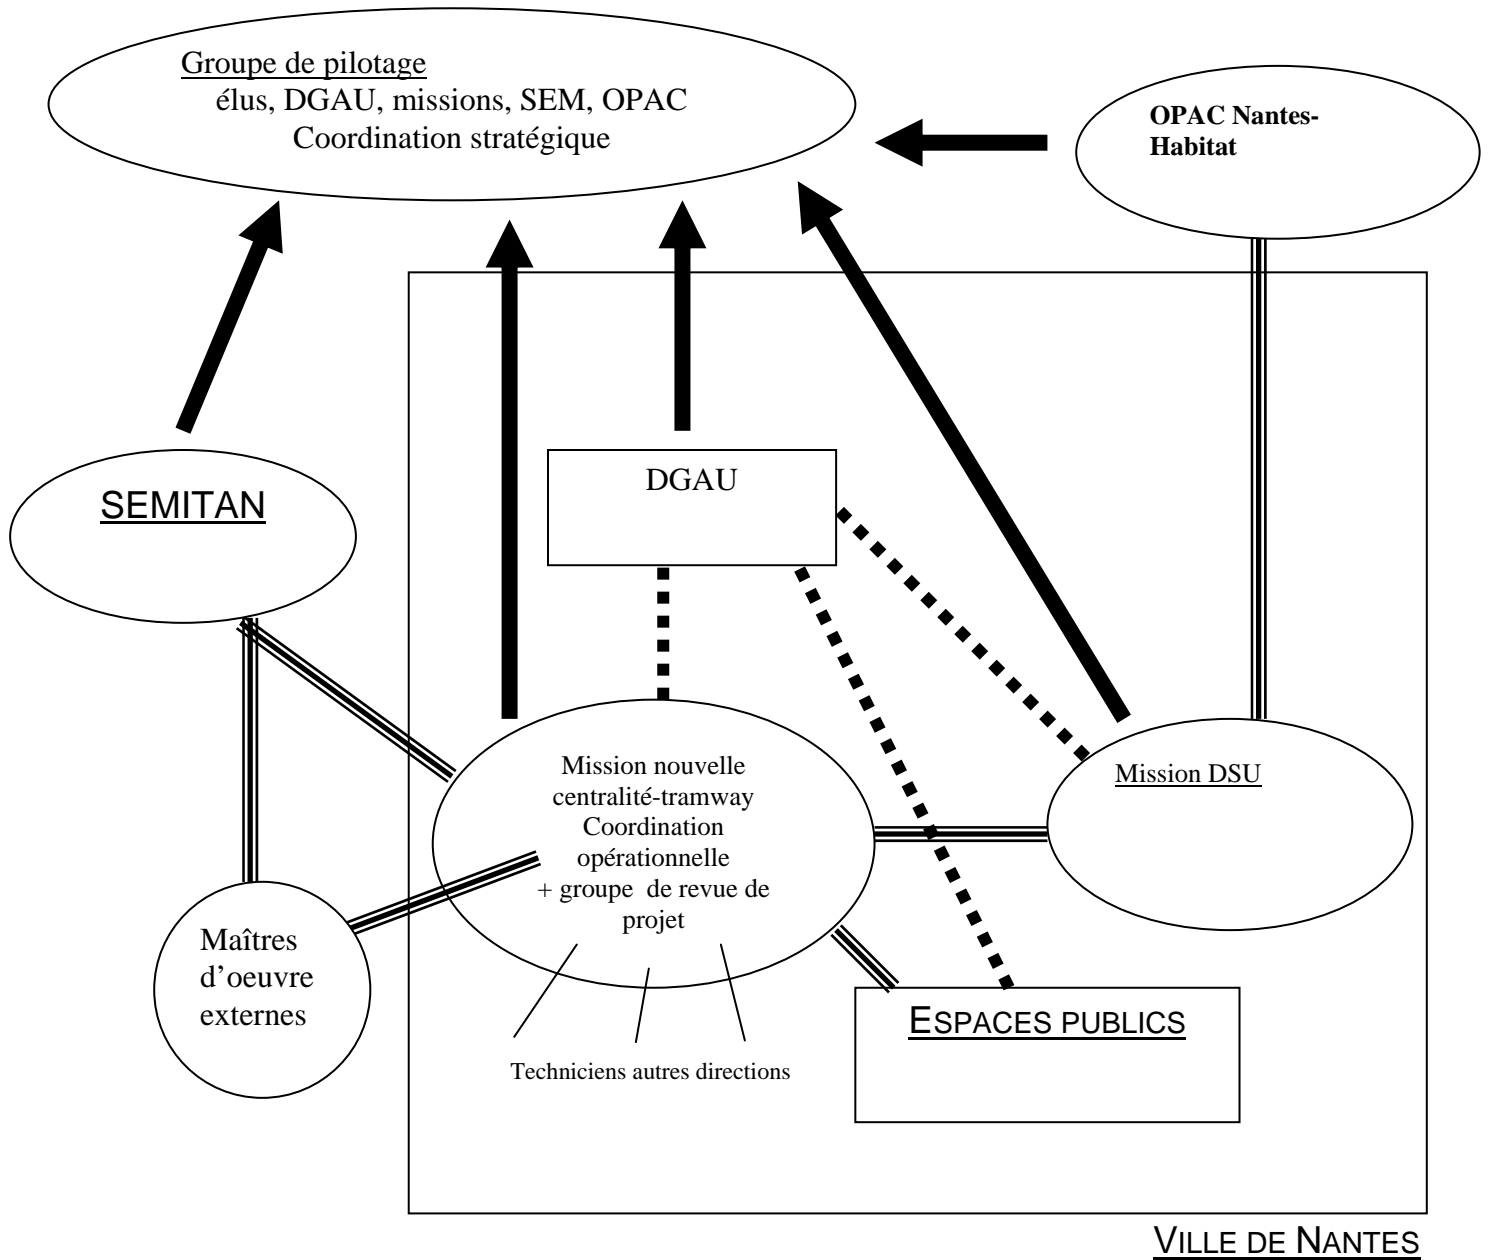 Groupe de pilotage
élus, DGAU, missions, SEM, OPAC
Coordination stratégique
OPAC Nantes-
Habitat
SEMITAN
DGAU
Mission nouvelle
centralité-tramway
Coordination
opérationnelle
+ groupe de revue de
projet
Mission DSU
Maîtres
d’oeuvre
externes
Techniciens autres directions
ESPACES PUBLICS
VILLE DE NANTES